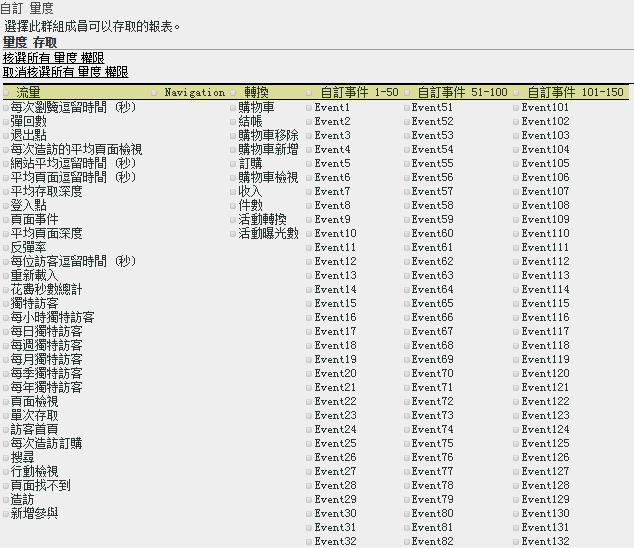 自訂 量度
選擇此群組成員可以存取的報表。
量度 存取
核選所有 量度 權限
取消核選所有 量度 權限
流量 Navigation 轉換 自訂事件 1-50 自訂事件 51-100 自訂事件 101-150
每次瀏覽逗留時間 (秒) 購物車 Event1 Event51 Event101
彈回數 結帳 Event2 Event52 Event102
退出點 購物車移除 Event3 Event53 Event103
每次造訪的平均頁面檢視 購物車新增 Event4 Event54 Event104
網站平均逗留時間 (秒) 訂購 Event5 Event55 Event105
平均頁面逗留時間 (秒) 購物車檢視 Event6 Event56 Event106
平均存取深度 收入 Event7 Event57 Event107
登入點 件數 Event8 Event58 Event108
頁面事件 活動轉換 Event9 Event59 Event109
平均頁面深度 活動曝光數 Event10 Event60 Event110
反彈率 Event11 Event61 Event111
每位訪客逗留時間 (秒) Event12 Event62 Event112
重新載入 Event13 Event63 Event113
花費秒數總計 Event14 Event64 Event114
獨特訪客 Event15 Event65 Event115
每小時獨特訪客 Event16 Event66 Event116
每日獨特訪客 Event17 Event67 Event117
每週獨特訪客 Event18 Event68 Event118
每月獨特訪客 Event19 Event69 Event119
每季獨特訪客 Event20 Event70 Event120
每年獨特訪客 Event21 Event71 Event121
頁面檢視 Event22 Event72 Event122
單次存取 Event23 Event73 Event123
訪客首頁 Event24 Event74 Event124
每次造訪訂購 Event25 Event75 Event125
搜尋 Event26 Event76 Event126
行動檢視 Event27 Event77 Event127
頁面找不到 Event28 Event78 Event128
造訪 Event29 Event79 Event129
新增參與 Event30 Event80 Event130
Event31 Event81 Event131
Event32 Event82 Event132